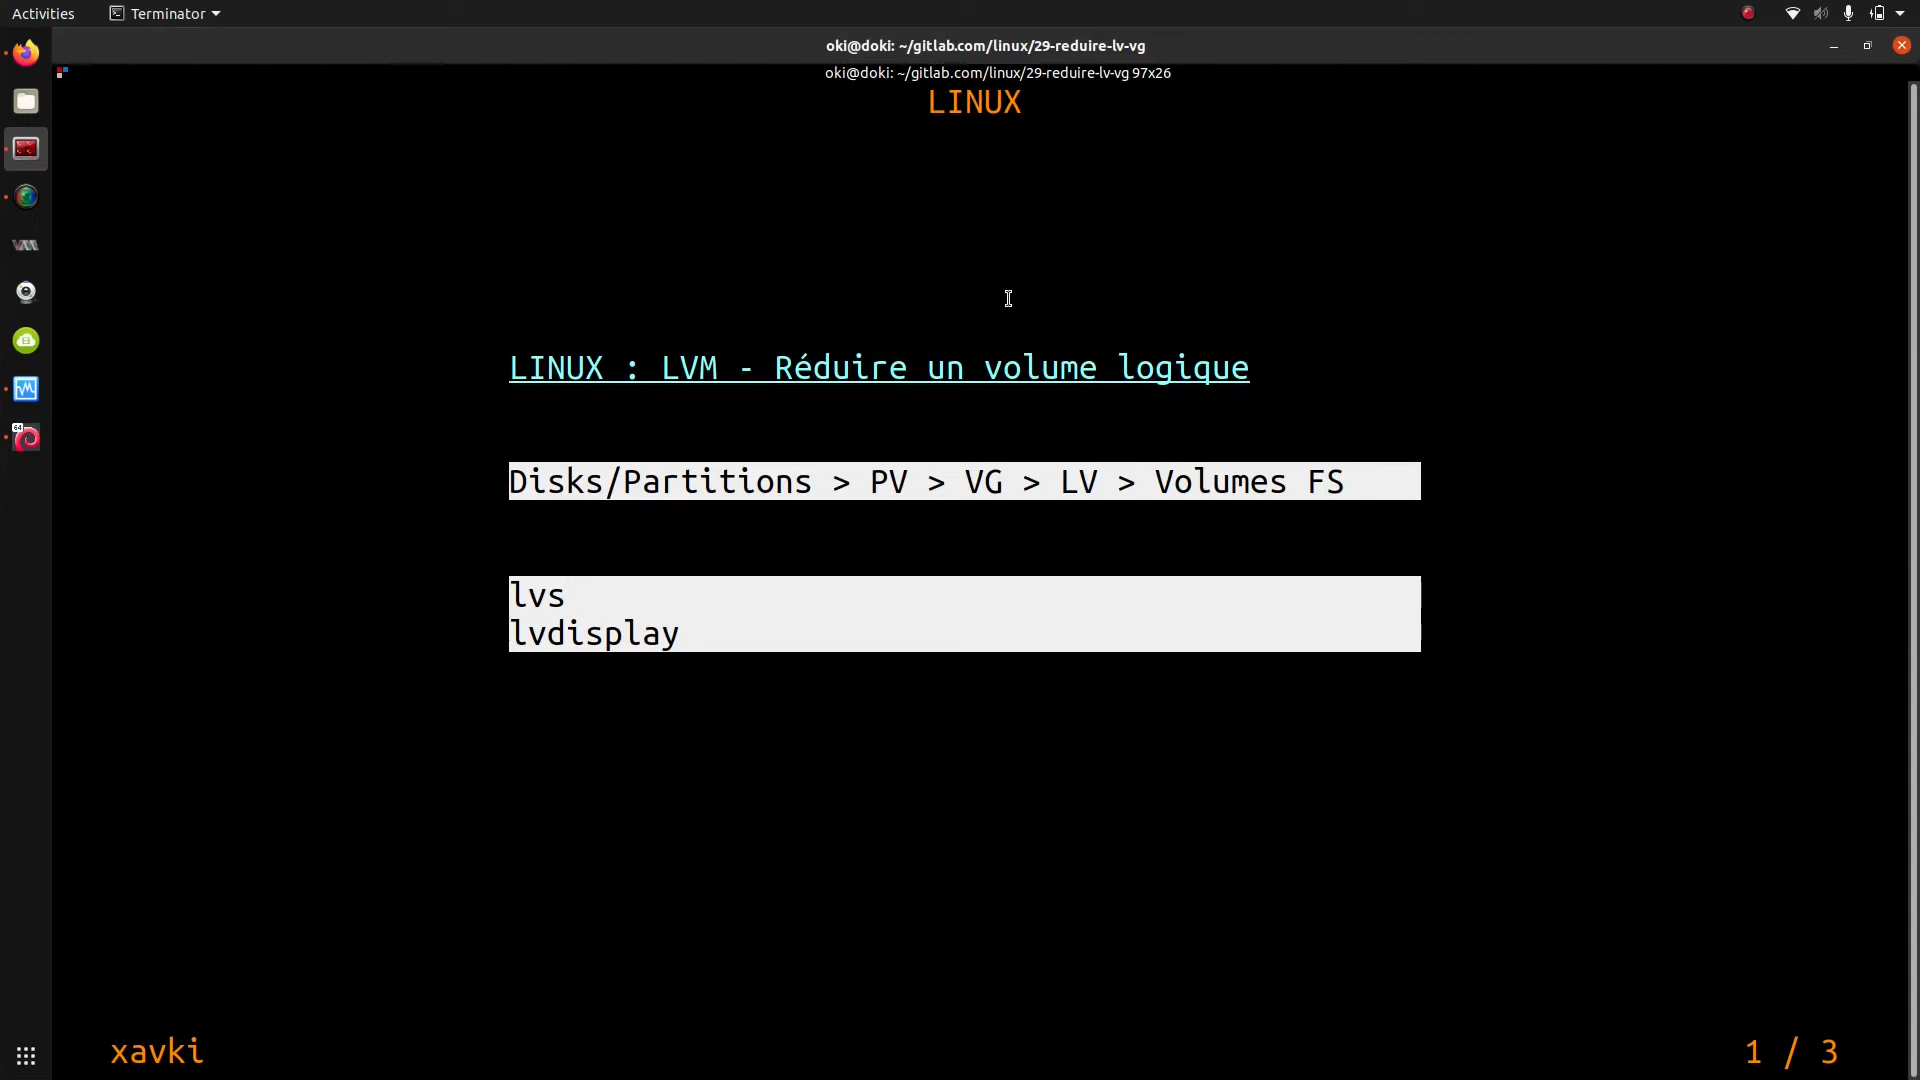 Activities
Terminator
oki@doki: ~/gitlab.com/linux/29-reduire-lv-vg
oki@doki: ~/gitlab.com/linux/29-reduire-lv-vg 97x26
LINUX
LINUX : LVM - Réduire un volume logique
Disks/Partitions > PV > VG > LV > Volumes FS
lvs
lvdisplay
xavki
1 / 3